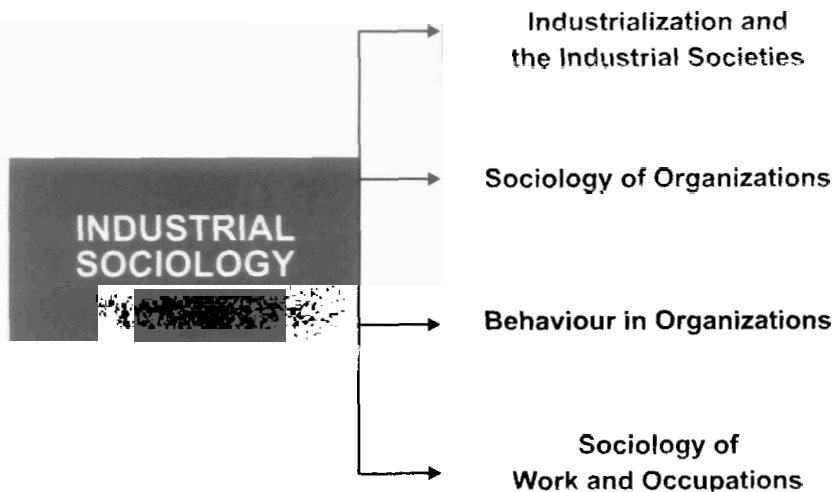 Industrialization and
the Industrial Societies
Sociology of Organizations
INDUSTRIAL
SOCIOLOGY
Behaviour in Organizations
Sociology of
Work and Occupations